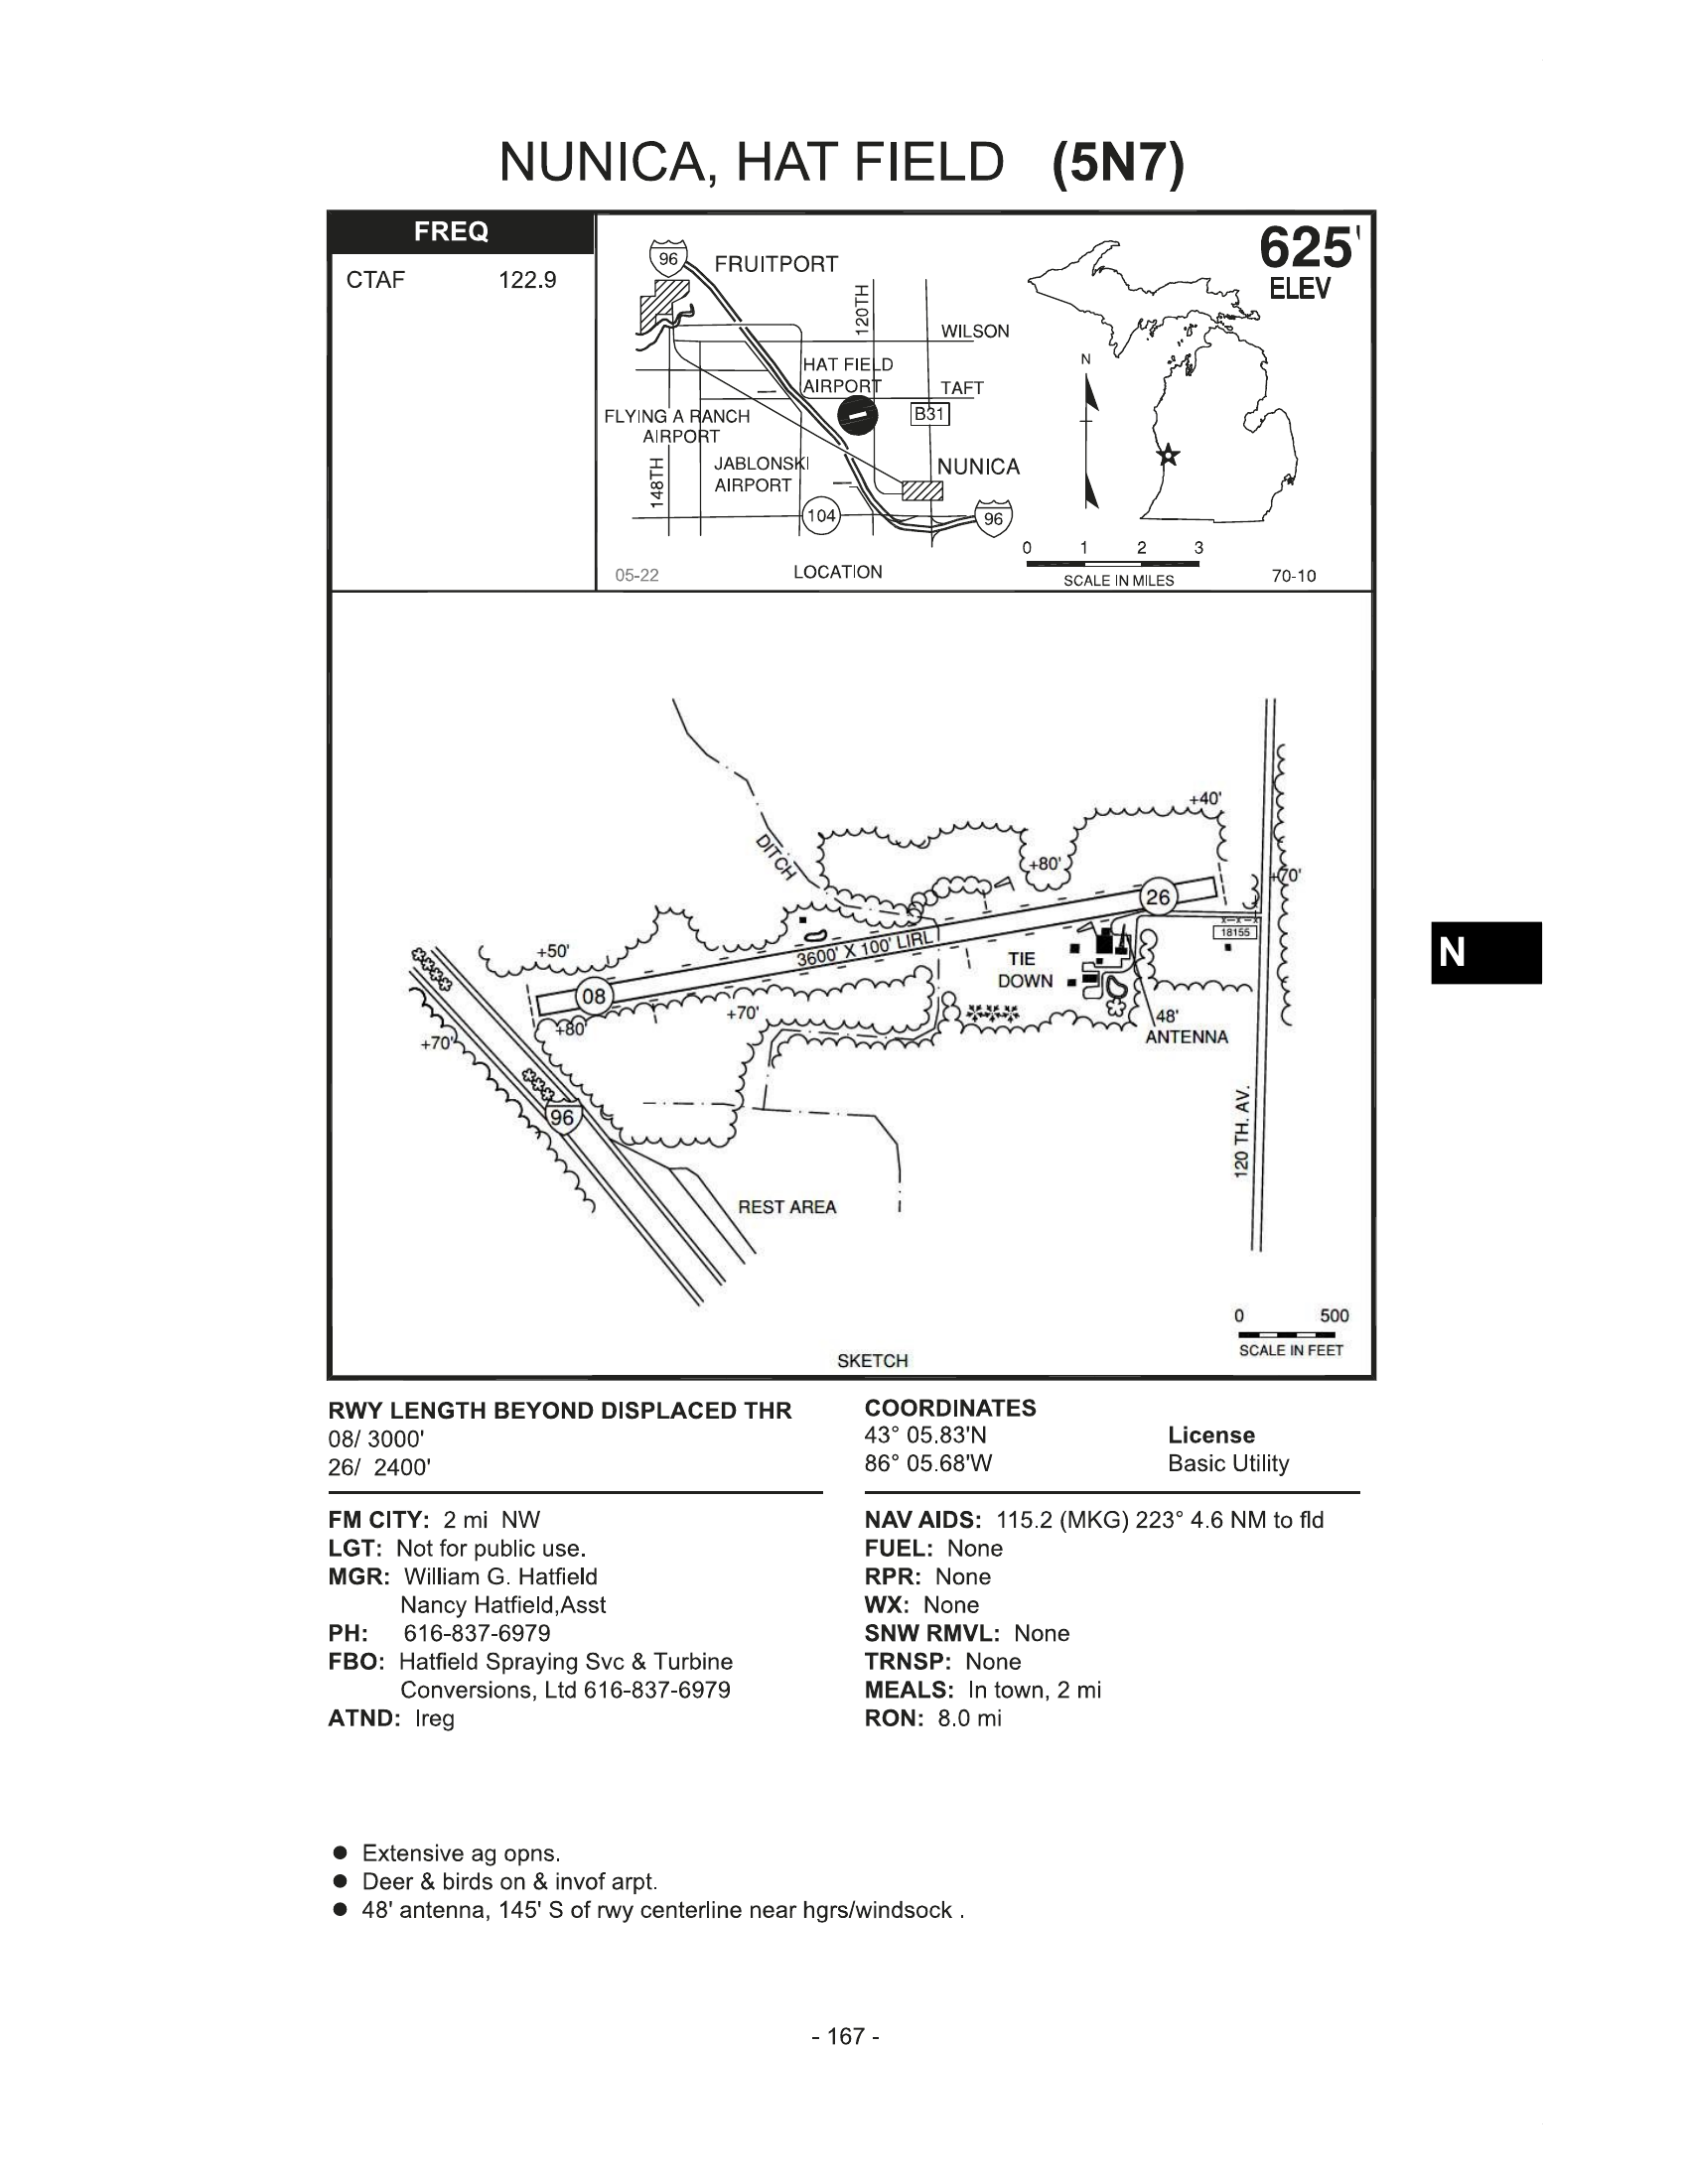 NUNICA, HAT FIELD (5N7)
FREQ
CTAF 122.9
96
FRUITPORT
120TH
WILSON
HAT FIELD
AIRPORT
TAFT
B31
FLYING A RANCH
AIRPORT
148TH
JABLONSKI
AIRPORT
NUNICA
104
96
05-22
LOCATION
625'
ELEV
N
0 1 2 3
SCALE IN MILES
70-10
DITCH
+40'
+80'
+70'
26
18155
+50'
3600' X 100' LIRL
TIE
DOWN
08
+80'
+70'
+70'
48'
ANTENNA
96
120 TH. AV.
REST AREA
0 500
SCALE IN FEET
SKETCH
N
RWY LENGTH BEYOND DISPLACED THR
08/ 3000'
26/ 2400'
COORDINATES
43° 05.83'N
86° 05.68'W
License
Basic Utility
FM CITY: 2 mi NW
LGT: Not for public use.
MGR: William G. Hatfield
Nancy Hatfield,Asst
PH: 616-837-6979
FBO: Hatfield Spraying Svc & Turbine
Conversions, Ltd 616-837-6979
ATND: Ireg
NAV AIDS: 115.2 (MKG) 223° 4.6 NM to fld
FUEL: None
RPR: None
WX: None
SNW RMVL: None
TRNSP: None
MEALS: In town, 2 mi
RON: 8.0 mi
● Extensive ag opns.
● Deer & birds on & invof arpt.
● 48' antenna, 145' S of rwy centerline near hgrs/windsock .
- 167 -